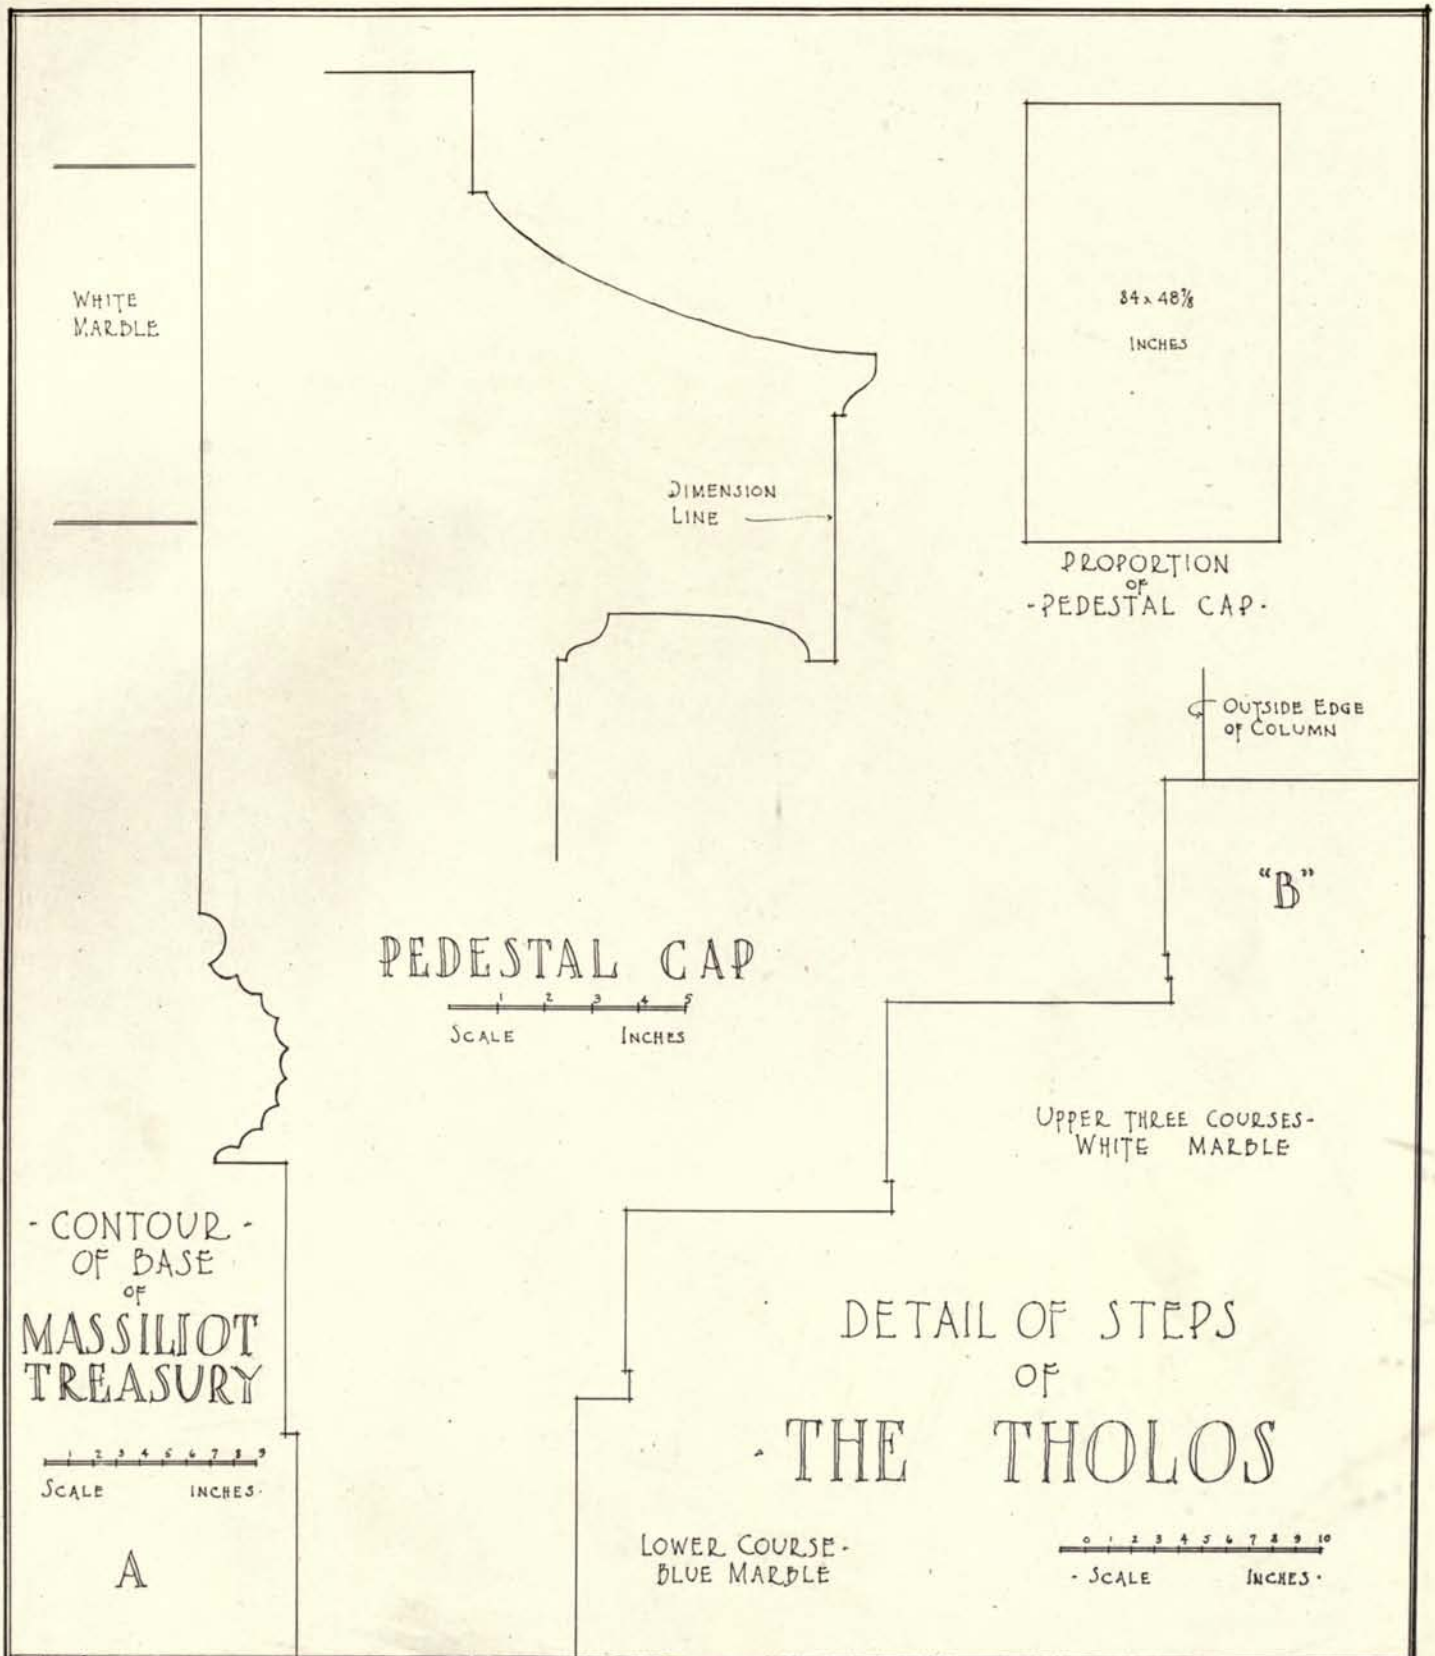 WHITE
MARBLE
DIMENSION
LINE
84 x 48⅞
INCHES
PROPORTION
OF
-PEDESTAL CAP-
OUTSIDE EDGE
OF COLUMN
"B"
PEDESTAL CAP
1 2 3 4 5
SCALE INCHES
UPPER THREE COURSES-
WHITE MARBLE
- CONTOUR -
OF BASE
OF
MASSILIOT
TREASURY
1 2 3 4 5 6 7 8 9
SCALE INCHES.
A
DETAIL OF STEPS
OF
THE THOLOS
LOWER COURSE-
BLUE MARBLE
0 1 2 3 4 5 6 7 8 9 10
- SCALE INCHES -